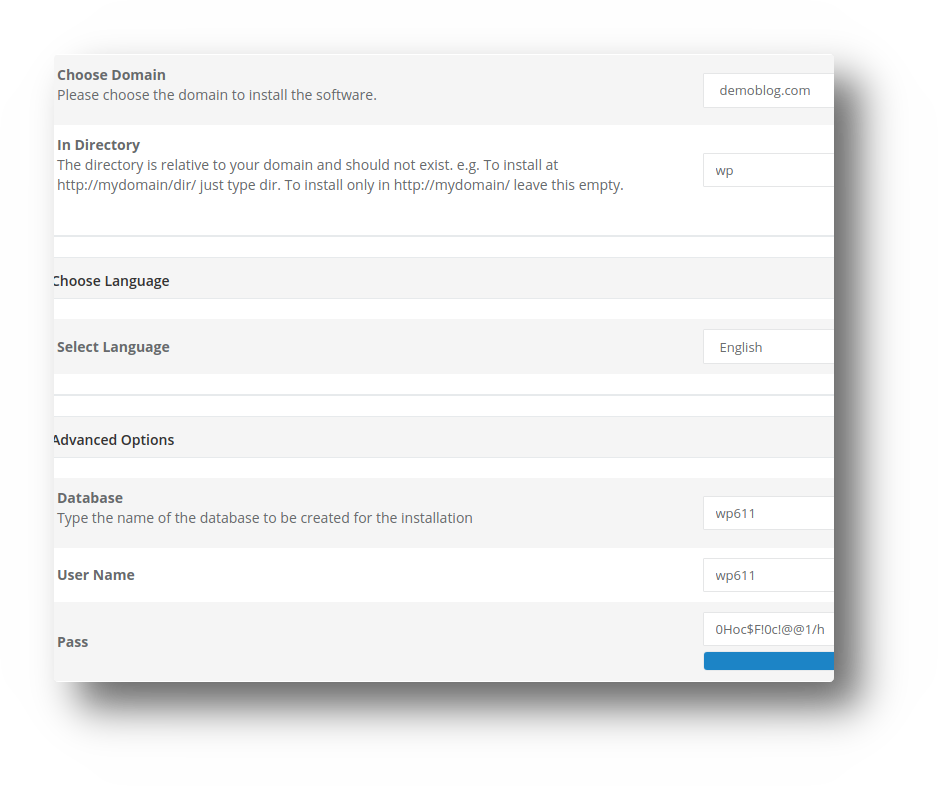 Choose Domain
Please choose the domain to install the software.
demoblog.com
In Directory
The directory is relative to your domain and should not exist. e.g. To install at
http://mydomain/dir/ just type dir. To install only in http://mydomain/ leave this empty.
wp
Choose Language
Select Language
English
Advanced Options
Database
Type the name of the database to be created for the installation
wp611
User Name
wp611
Pass
0Hoc$F!0c!@@1/h